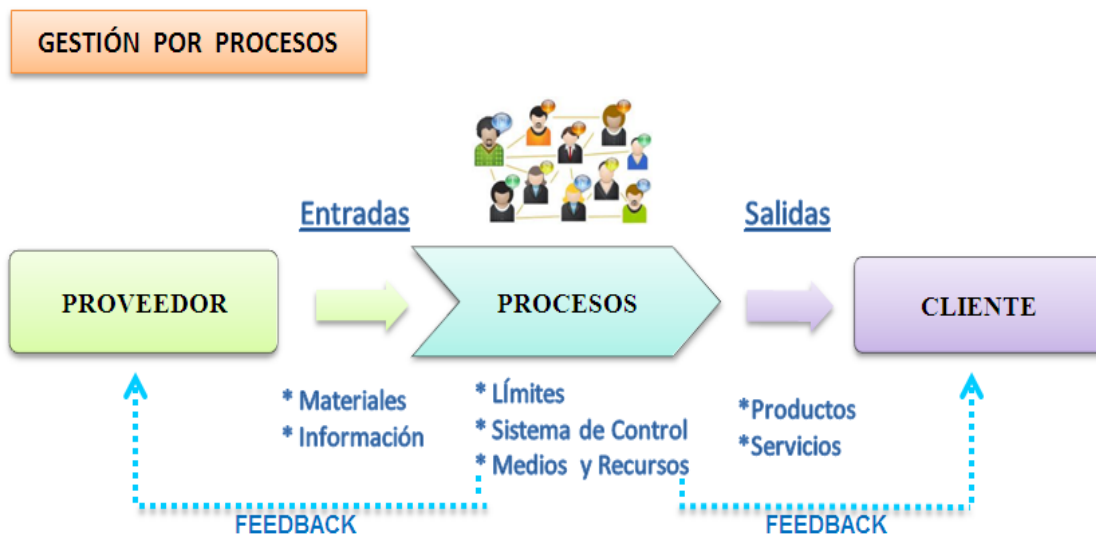 GESTIÓN POR PROCESOS
Entradas
Salidas
PROVEEDOR
PROCESOS
CLIENTE
* Materiales
* Información
* LÍmites
* Sistema de Control
* Medios y Recursos
*Productos
*Servicios
FEEDBACK
FEEDBACK